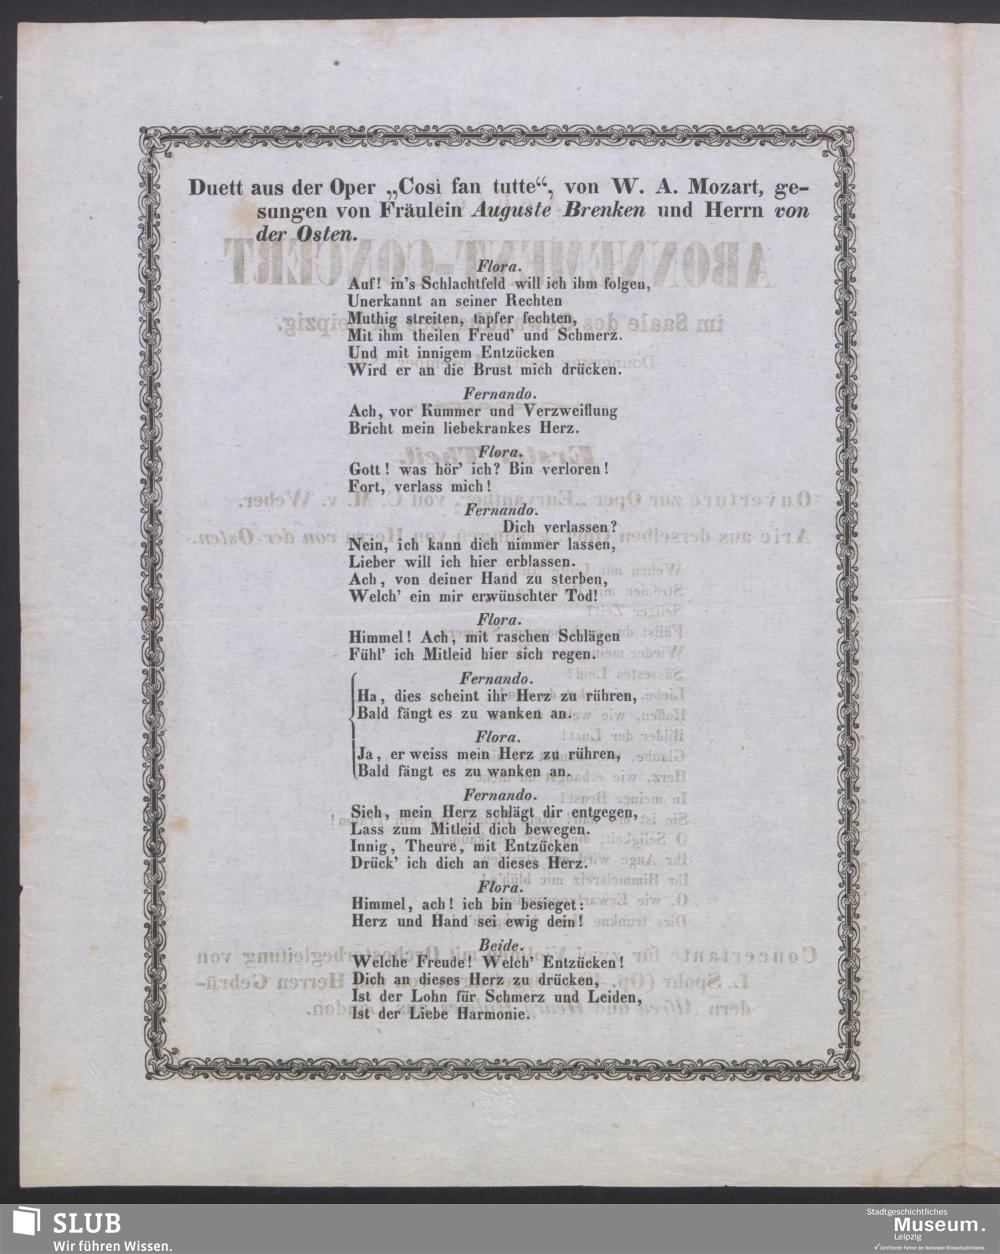 Duett aus der Oper „Così fan tutte“, von W. A. Mozart, ge-
sungen von Fräulein Auguste Brenken und Herrn von
der Osten.
Flora.
Auf! in's Schlachtfeld will ich ihm folgen,
Unerkannt an seiner Rechten
Muthig streiten, tapfer fechten,
Mit ihm theilen Freud' und Schmerz.
Und mit innigem Entzücken
Wird er an die Brust mich drücken.
Fernando.
Ach, vor Kummer und Verzweiflung
Bricht mein liebekrankes Herz.
Flora.
Gott! was hör' ich? Bin verloren!
Fort, verlass mich!
Fernando.
Dich verlassen?
Nein, ich kann dich nimmer lassen,
Lieber will ich hier erblassen.
Ach, von deiner Hand zu sterben,
Welch' ein mir erwünschter Tod!
Flora.
Himmel! Ach, mit raschen Schlägen
Fühl' ich Mitleid hier sich regen.
Fernando.
Ha, dies scheint ihr Herz zu rühren,
Bald fängt es zu wanken an.
Flora.
Ja, er weiss mein Herz zu rühren,
Bald fängt es zu wanken an.
Fernando.
Sieh, mein Herz schlägt dir entgegen,
Lass zum Mitleid dich bewegen.
Innig, Theure, mit Entzücken
Drück' ich dich an dieses Herz.
Flora.
Himmel, ach! ich bin besieget:
Herz und Hand sei ewig dein!
Beide.
Welche Freude! Welch' Entzücken!
Dich an dieses Herz zu drücken,
Ist der Lohn für Schmerz und Leiden,
Ist der Liebe Harmonie.
SLUB
Wir führen Wissen.
Stadtgeschichtliches
Museum.
Leipzig
Zertifizierter Partner der Nationalen Klimaschutzinitiative